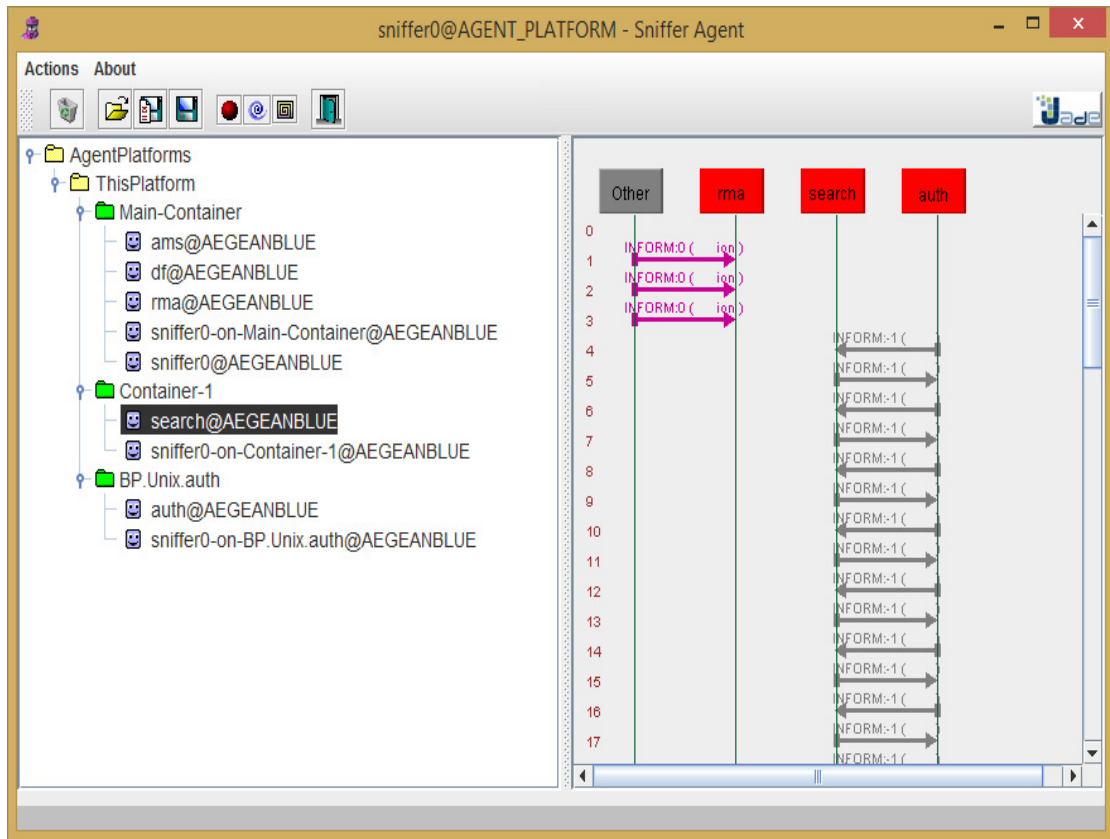 sniffer0@AGENT_PLATFORM - Sniffer Agent
Actions About
Jade
AgentPlatforms
ThisPlatform
Main-Container
ams@AEGEANBLUE
df@AEGEANBLUE
rma@AEGEANBLUE
sniffer0-on-Main-Container@AEGEANBLUE
sniffer0@AEGEANBLUE
Container-1
search@AEGEANBLUE
sniffer0-on-Container-1@AEGEANBLUE
BP.Unix.auth
auth@AEGEANBLUE
sniffer0-on-BP.Unix.auth@AEGEANBLUE
Other rma search auth
0
INFORM:0 ( ion )
1
INFORM:0 ( ion )
2
INFORM:0 ( ion )
3
INFORM:-1 ( )
4
INFORM:-1 ( )
5
INFORM:-1 ( )
6
INFORM:-1 ( )
7
INFORM:-1 ( )
8
INFORM:-1 ( )
9
INFORM:-1 ( )
10
INFORM:-1 ( )
11
INFORM:-1 ( )
12
INFORM:-1 ( )
13
INFORM:-1 ( )
14
INFORM:-1 ( )
15
INFORM:-1 ( )
16
INFORM:-1 ( )
17
INFORM:-1 (